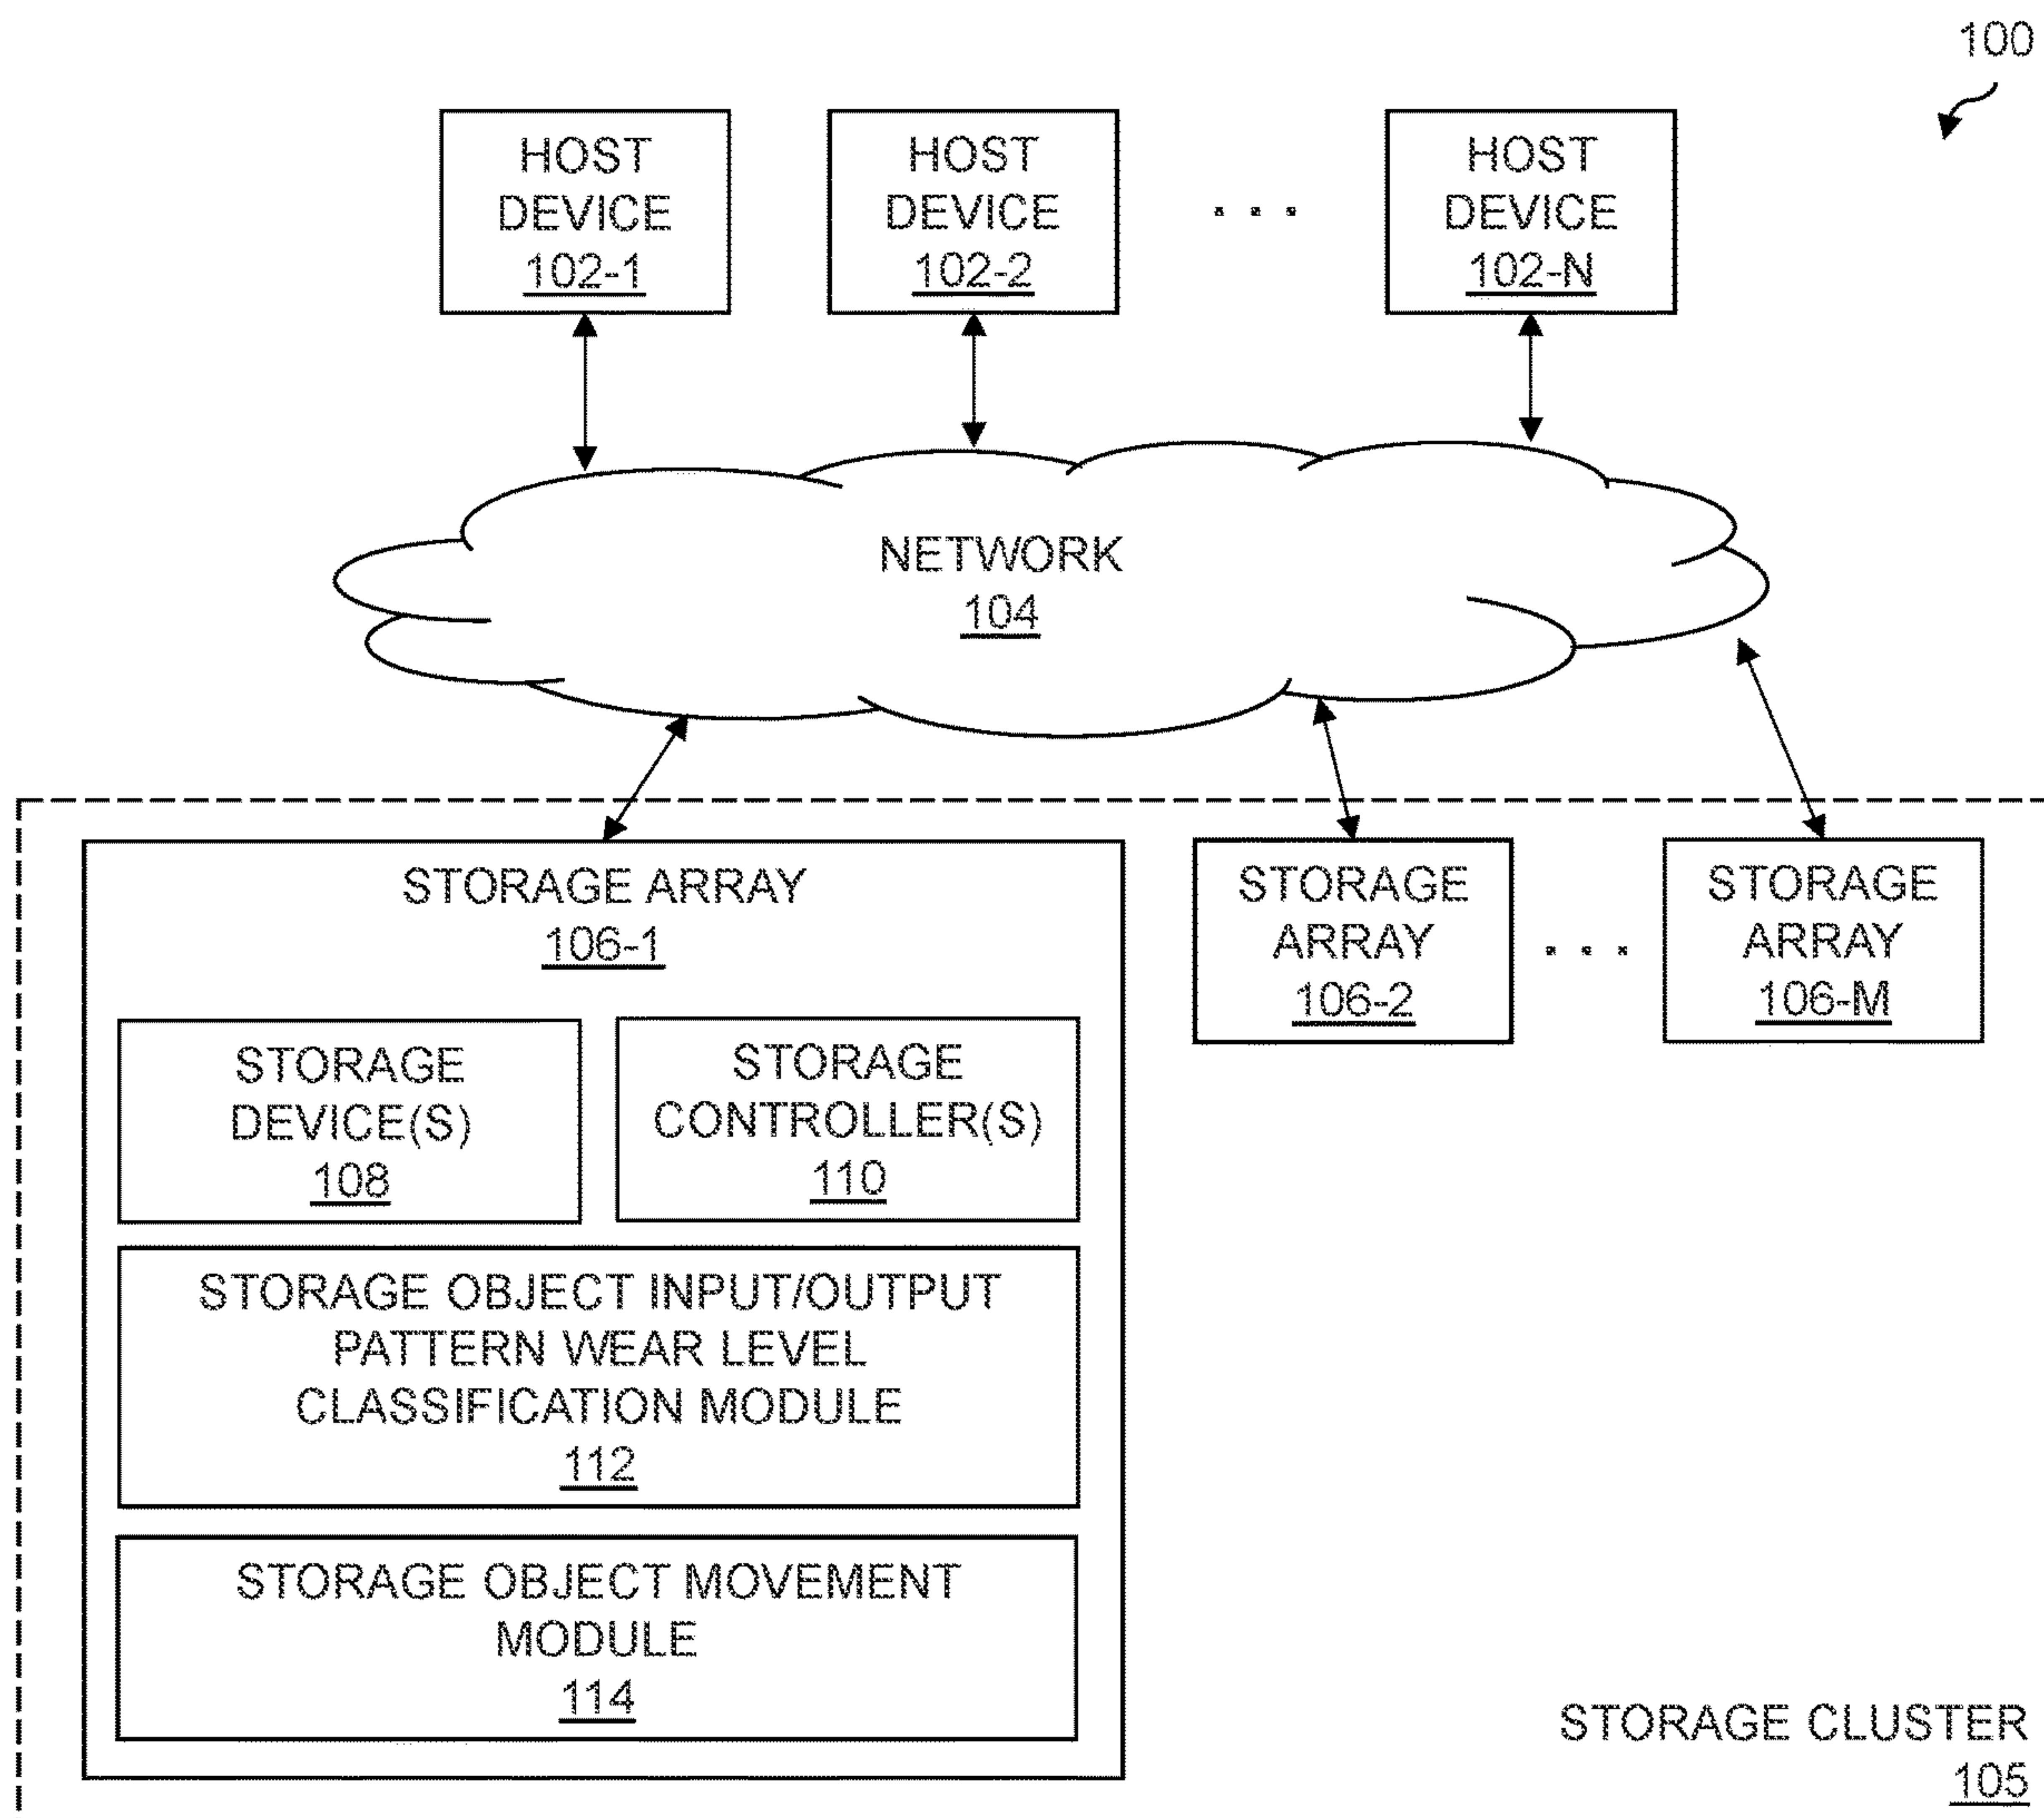 100
HOST
DEVICE
102-1
HOST
DEVICE
102-2
. . .
HOST
DEVICE
102-N
NETWORK
104
STORAGE ARRAY
106-1
STORAGE
DEVICE(S)
108
STORAGE
CONTROLLER(S)
110
STORAGE OBJECT INPUT/OUTPUT
PATTERN WEAR LEVEL
CLASSIFICATION MODULE
112
STORAGE OBJECT MOVEMENT
MODULE
114
STORAGE
ARRAY
106-2
. . .
STORAGE
ARRAY
106-M
STORAGE CLUSTER
105